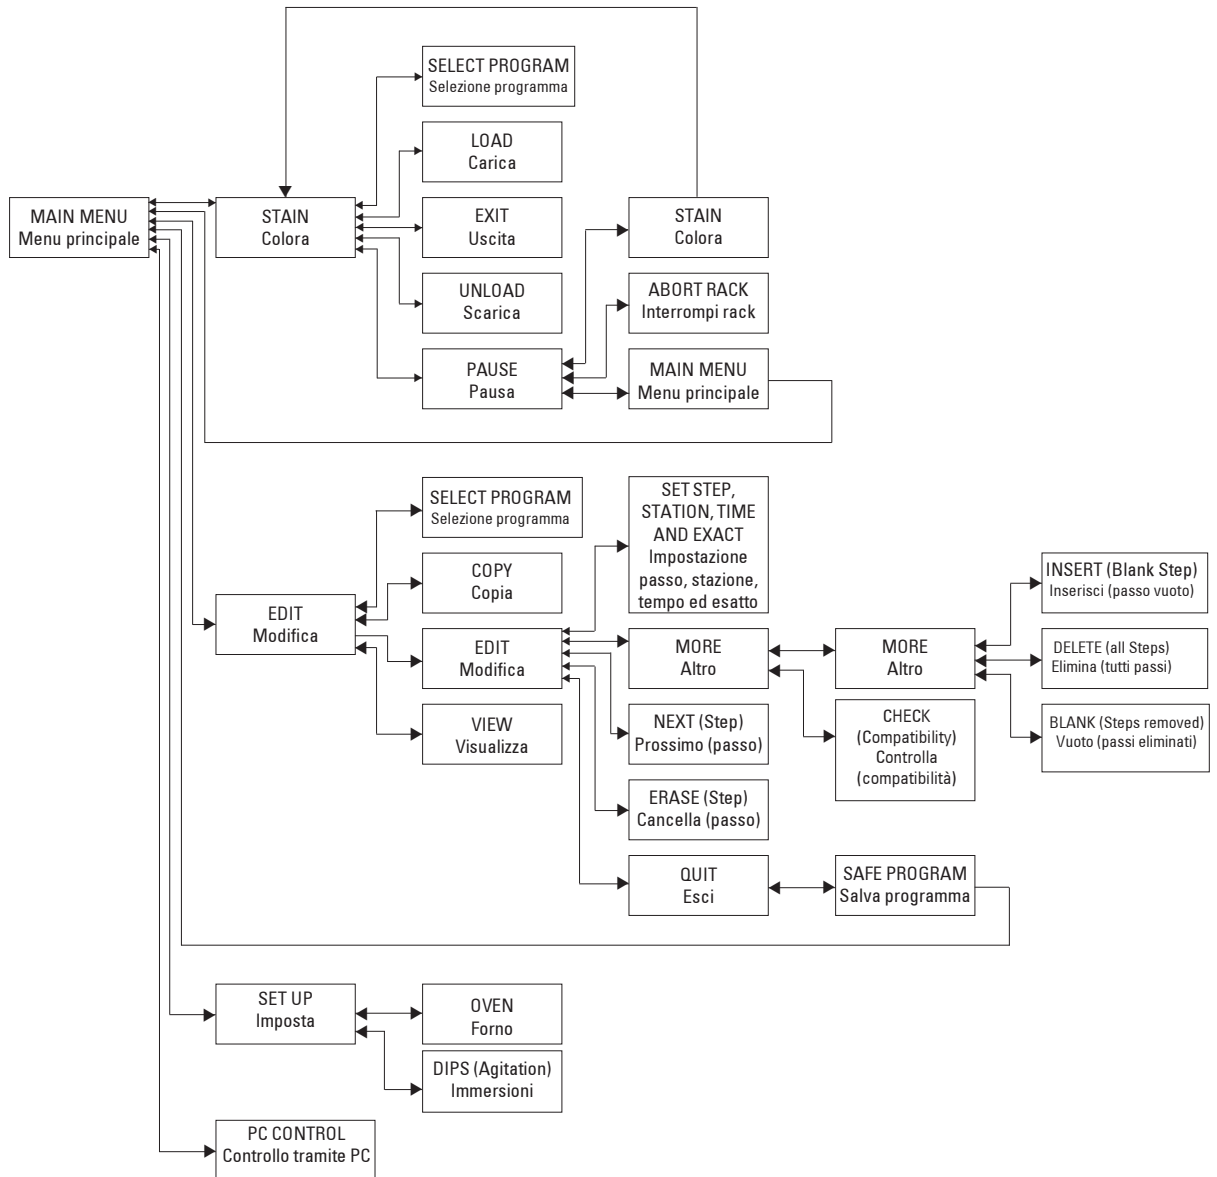 SELECT PROGRAM
Selezione programma
LOAD
Carica
MAIN MENU
Menu principale
STAIN
Colora
EXIT
Uscita
STAIN
Colora
UNLOAD
Scarica
ABORT RACK
Interrompi rack
PAUSE
Pausa
MAIN MENU
Menu principale
SELECT PROGRAM
Selezione programma
SET STEP,
STATION, TIME
AND EXACT
Impostazione
passo, stazione,
tempo ed esatto
COPY
Copia
INSERT (Blank Step)
Inserisci (passo vuoto)
EDIT
Modifica
EDIT
Modifica
MORE
Altro
MORE
Altro
DELETE (all Steps)
Elimina (tutti passi)
VIEW
Visualizza
NEXT (Step)
Prossimo (passo)
CHECK
(Compatibility)
Controlla
(compatibilità)
BLANK (Steps removed)
Vuoto (passi eliminati)
ERASE (Step)
Cancella (passo)
QUIT
Esci
SAFE PROGRAM
Salva programma
SET UP
Imposta
OVEN
Forno
DIPS (Agitation)
Immersioni
PC CONTROL
Controllo tramite PC